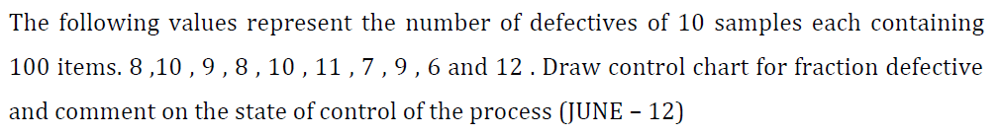 The following values represent the number of defectives of 10 samples each containing
100 items. 8 ,10 , 9 , 8 , 10 , 11 , 7 , 9 , 6 and 12 . Draw control chart for fraction defective
and comment on the state of control of the process (JUNE – 12)